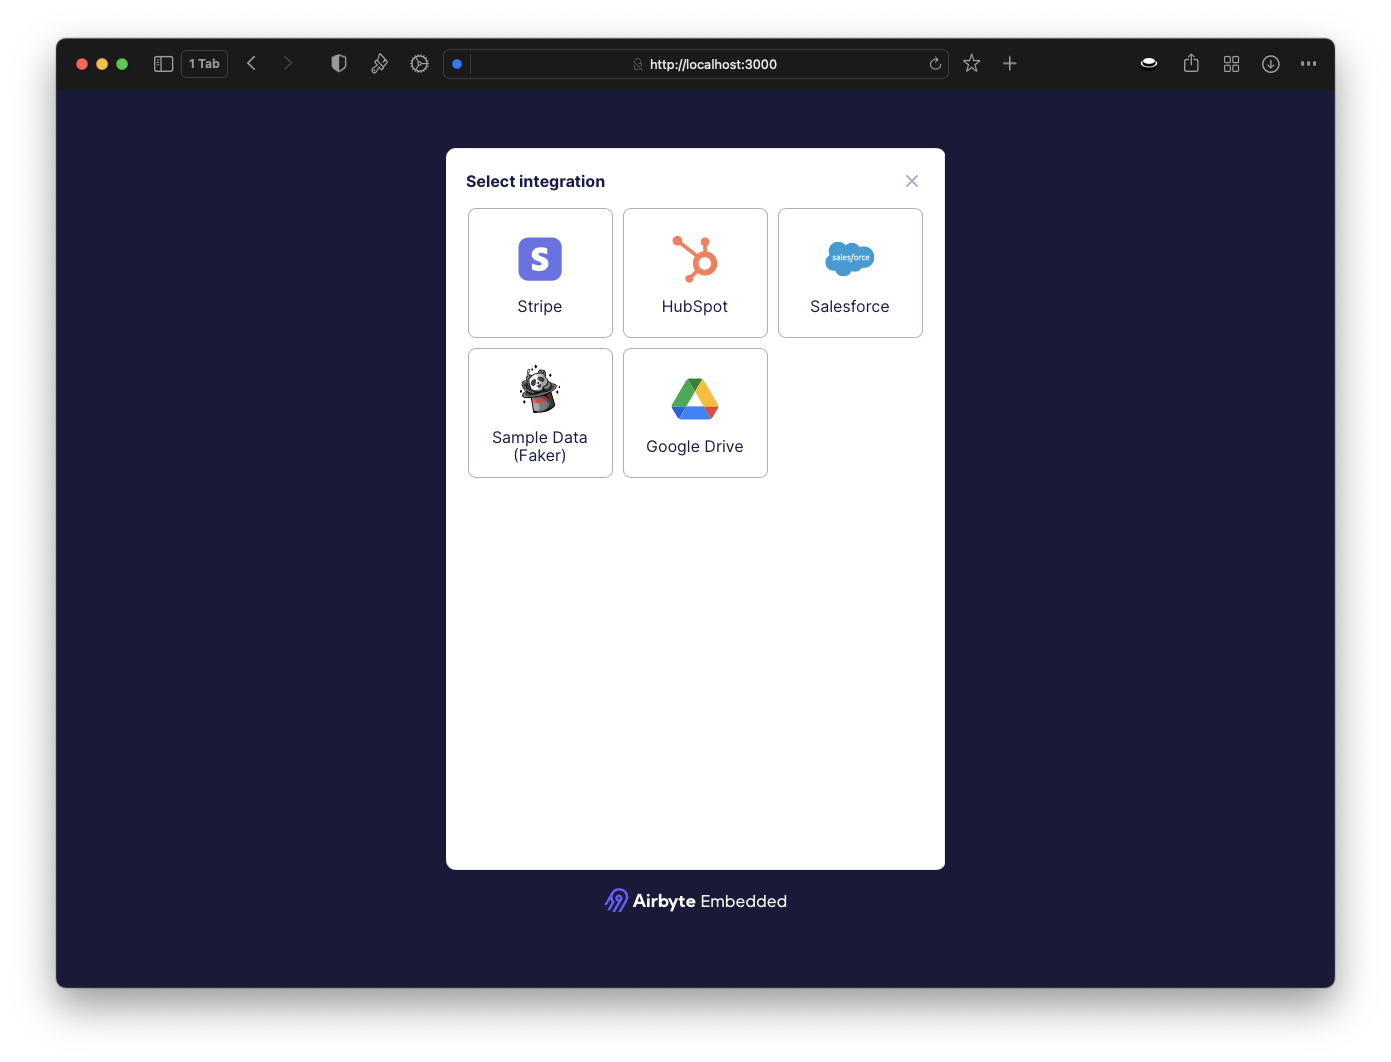 1 Tab
http://localhost:3000
Select integration
S
Stripe
HubSpot
salesforce
Salesforce
Sample Data
(Faker)
Google Drive
Airbyte Embedded